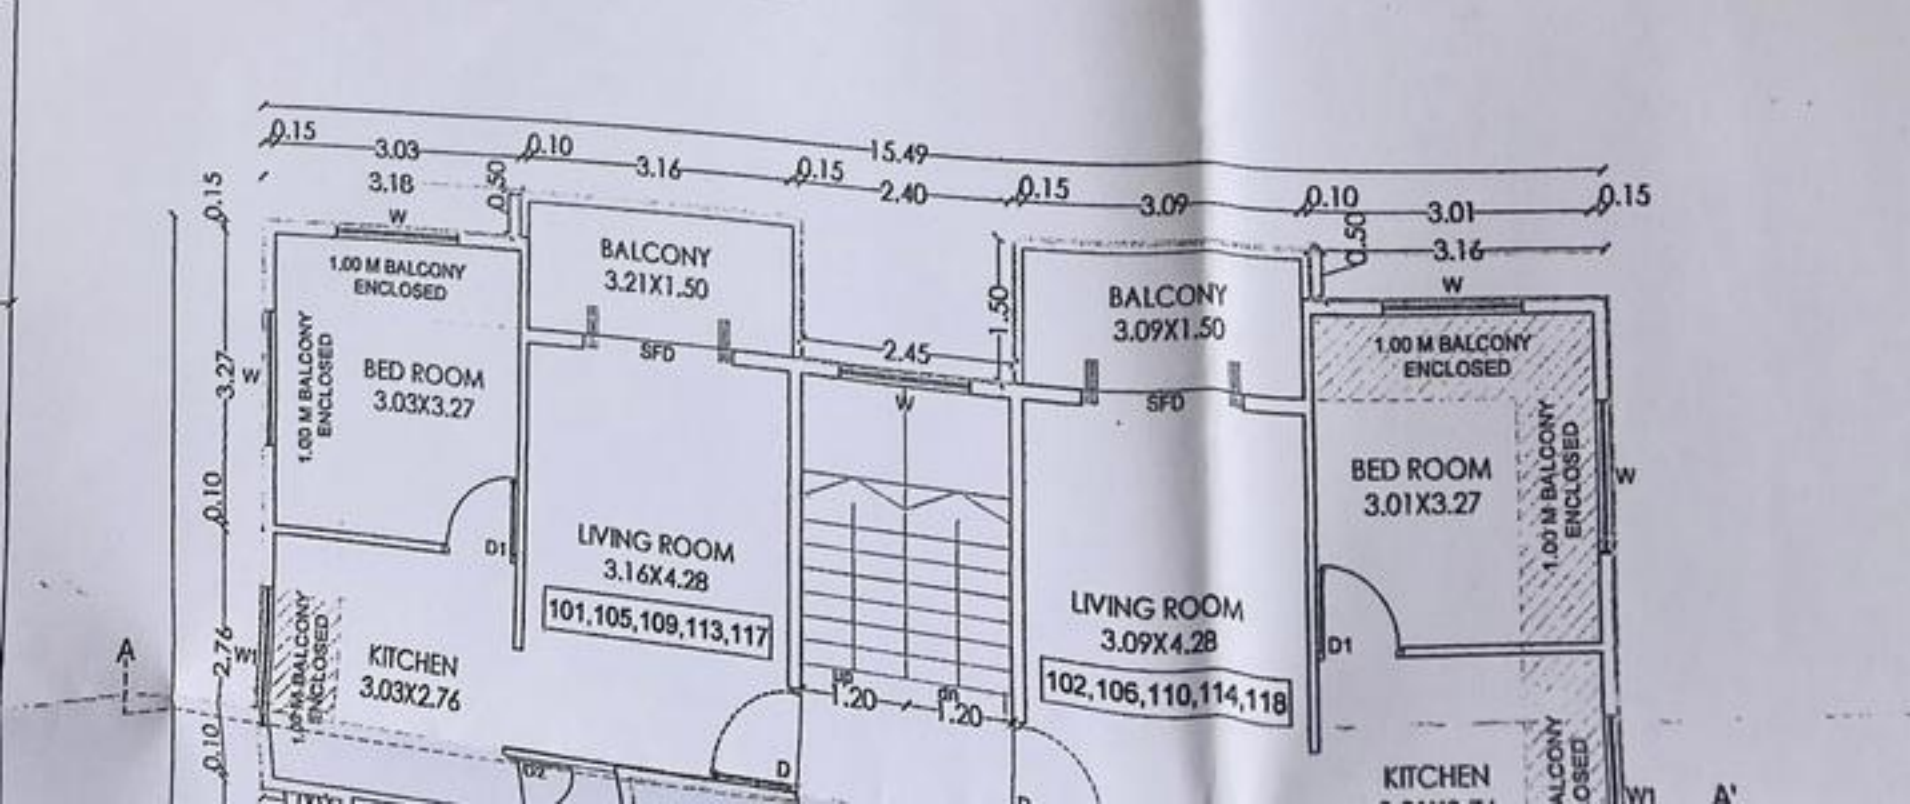 0.15
3.03
0.10
3.16
0.15
15.49
2.40
0.15
3.09
0.10
3.01
0.15
3.18
0.50
0.50
3.16
W
W
0.15
3.27
0.10
2.76
0.10
1.00 M BALCONY
ENCLOSED
BALCONY
3.21X1.50
1.50
BALCONY
3.09X1.50
1.00 M BALCONY
ENCLOSED
W
1.00 M BALCONY
ENCLOSED
BED ROOM
3.03X3.27
SFD
2.45
W
SFD
BED ROOM
3.01X3.27
1.00 M BALCONY
ENCLOSED
W
D1
LIVING ROOM
3.16X4.28
101,105,109,113,117
LIVING ROOM
3.09X4.28
102,106,110,114,118
D1
A
W1
1.00 M BALCONY
ENCLOSED
KITCHEN
3.03X2.76
up
1.20
dn
1.20
D2
D
D
KITCHEN
BALCONY
W1
A'